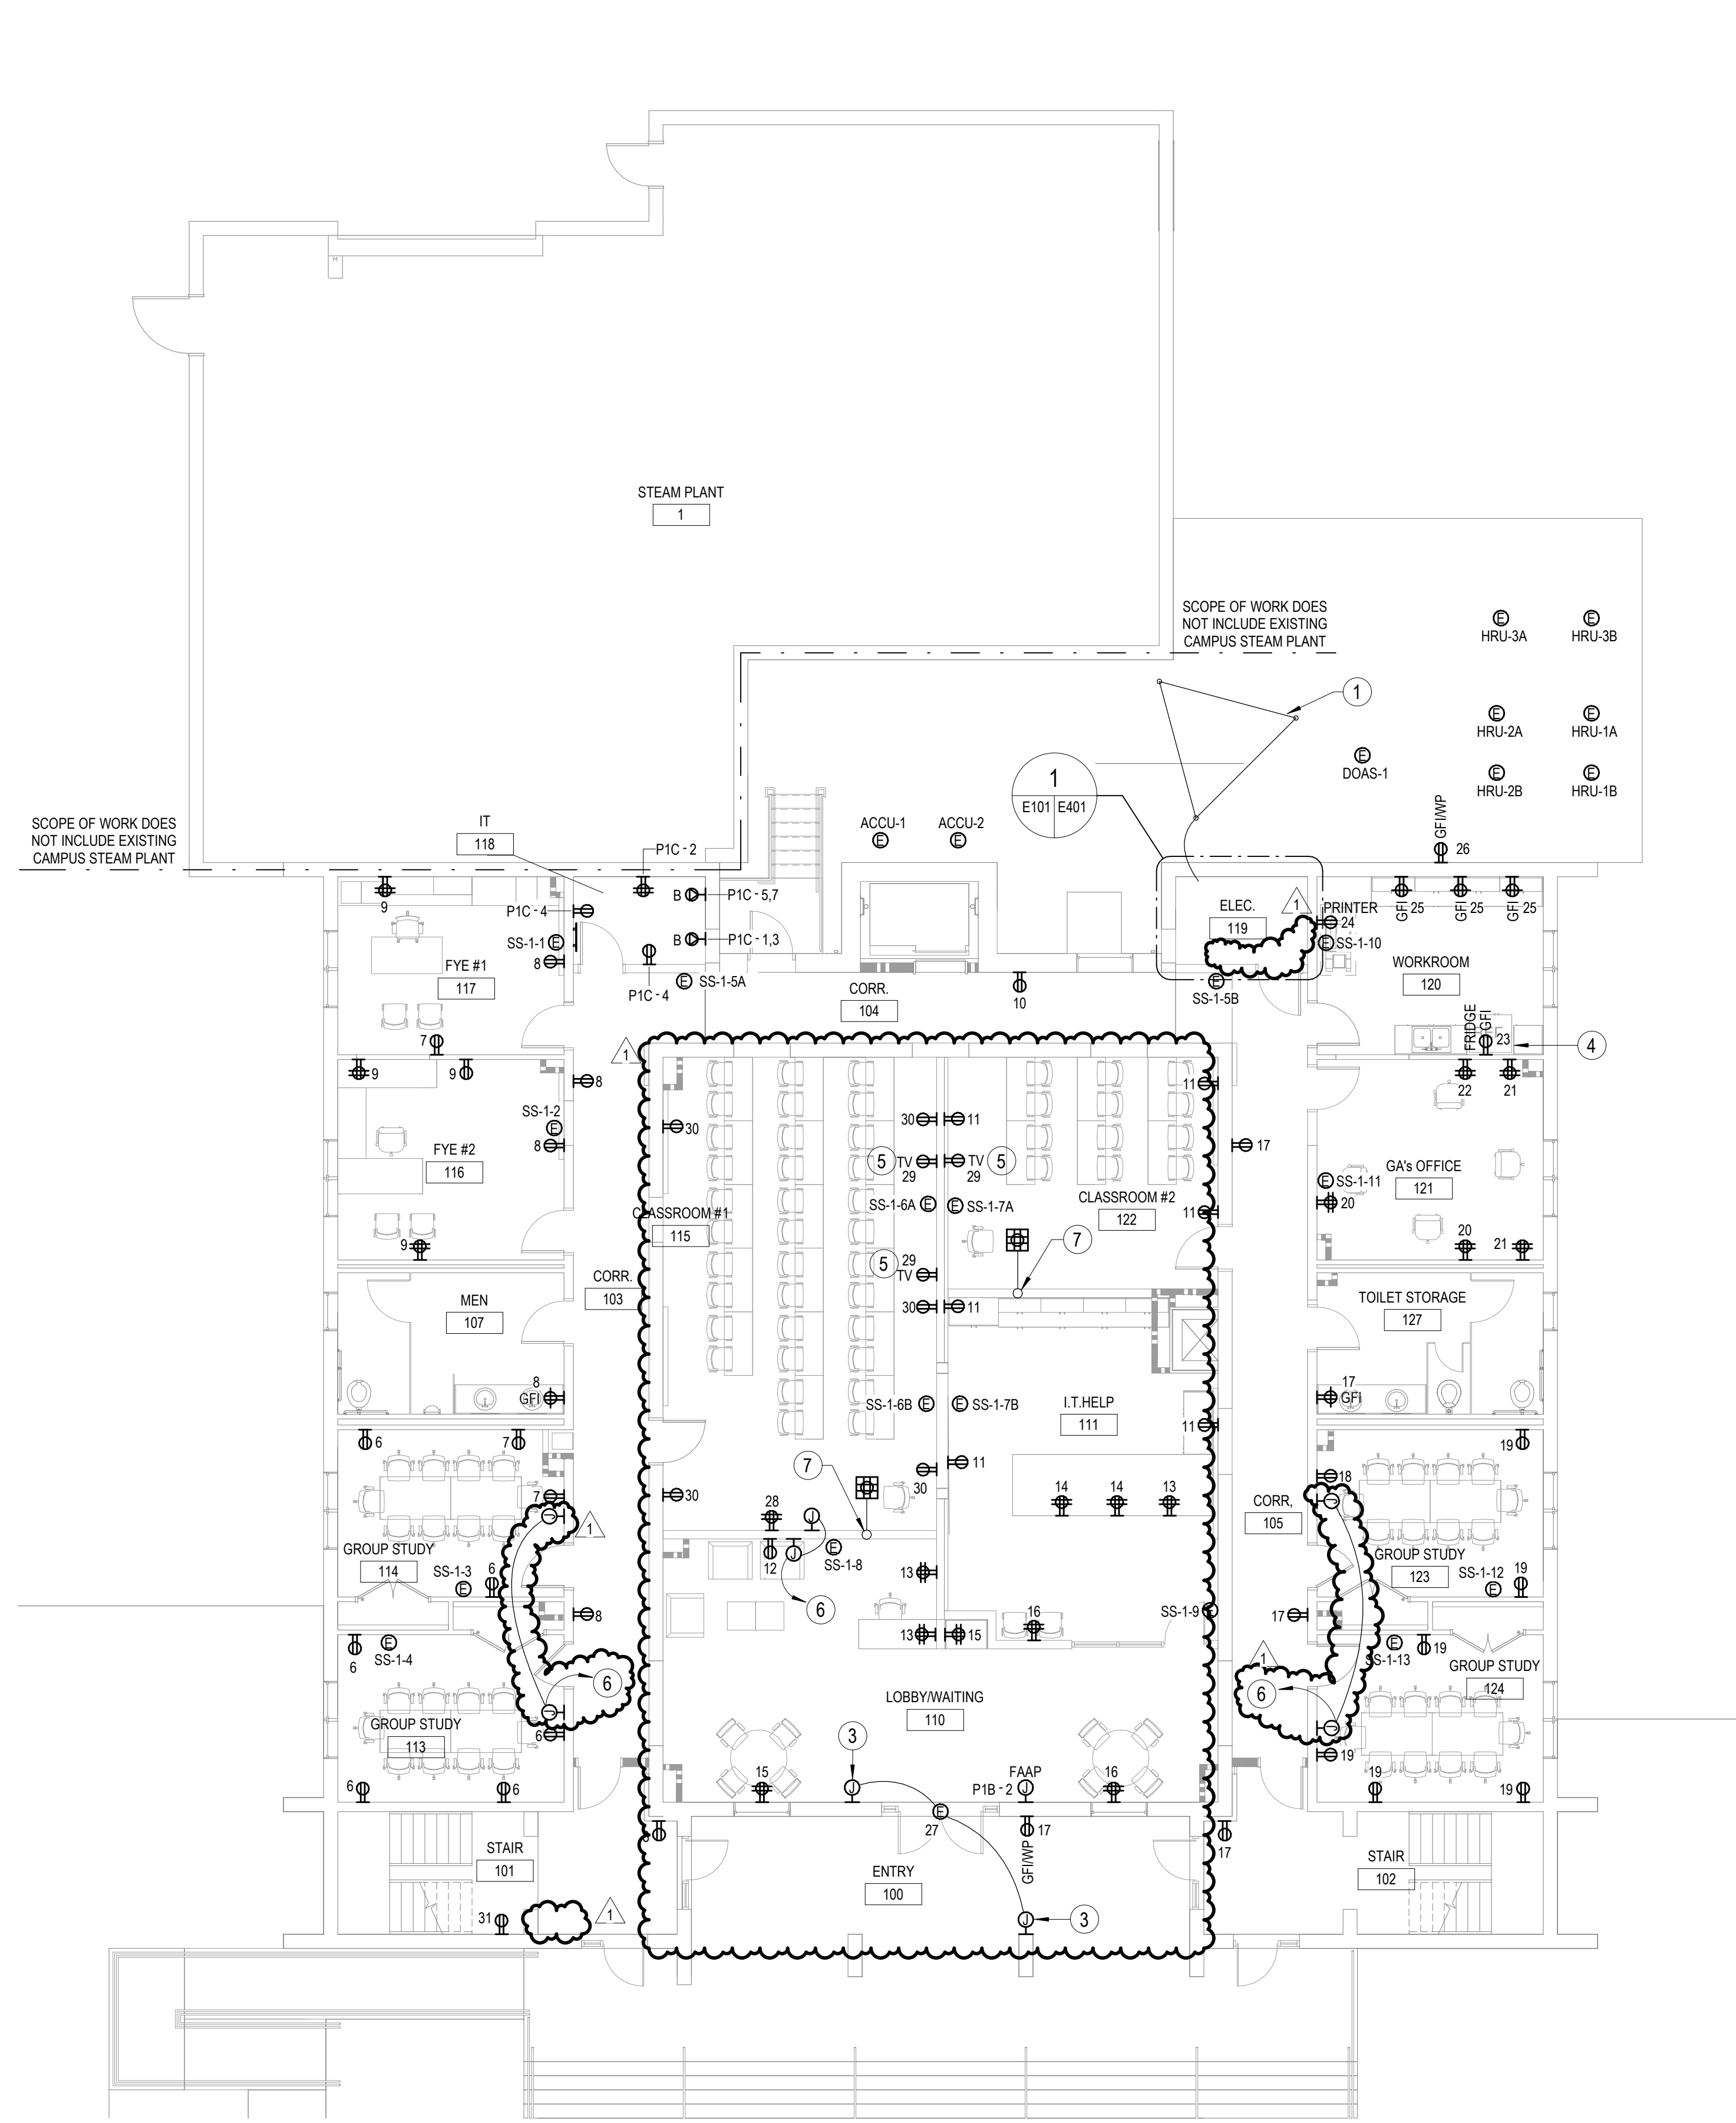 M
STEAM PLANT
1
SCOPE OF WORK DOES
NOT INCLUDE EXISTING
CAMPUS STEAM PLANT
E
HRU-3A
E
HRU-3B
1
E
HRU-2A
E
HRU-1A
E
DOAS-1
E
HRU-2B
E
HRU-1B
1
E101
E401
SCOPE OF WORK DOES
NOT INCLUDE EXISTING
CAMPUS STEAM PLANT
IT
118
P1C - 2
ACCU-1
E
ACCU-2
E
GFI/WP
26
9
P1C - 4
B
P1C - 5,7
B
P1C - 1,3
SS-1-1
E
8
FYE #1
117
P1C - 4
E
SS-1-5A
CORR.
104
10
ELEC.
119
1
PRINTER
24
E
SS-1-10
E
SS-1-5B
GFI
25
GFI
25
GFI
25
WORKROOM
120
FRIDGE
GFI
23
4
7
9
9
8
1
22
21
SS-1-2
E
8
FYE #2
116
9
30
30
11
11
5
TV
29
TV
5
29
SS-1-6A
E
E
SS-1-7A
CLASSROOM #1
115
CLASSROOM #2
122
11
17
GA's OFFICE
121
E
SS-1-11
20
20
21
7
5
29
TV
30
11
CORR.
103
MEN
107
8
GFI
TOILET STORAGE
127
17
GFI
SS-1-6B
E
E
SS-1-7B
I.T.HELP
111
11
6
7
7
30
7
30
11
14
14
13
19
18
J
1
28
J
12
J
E
SS-1-8
6
CORR,
105
J
GROUP STUDY
114
SS-1-3
E
6
13
GROUP STUDY
123
SS-1-12
E
19
8
16
SS-1-9
E
17
13
15
6
E
SS-1-4
6
J
6
1
6
J
E
SS-1-13
19
GROUP STUDY
124
GROUP STUDY
113
6
LOBBY/WAITING
110
19
6
6
15
3
J
FAAP
P1B - 2
J
16
19
19
E
27
GFI/WP
17
17
STAIR
101
ENTRY
100
STAIR
102
31
1
J
3